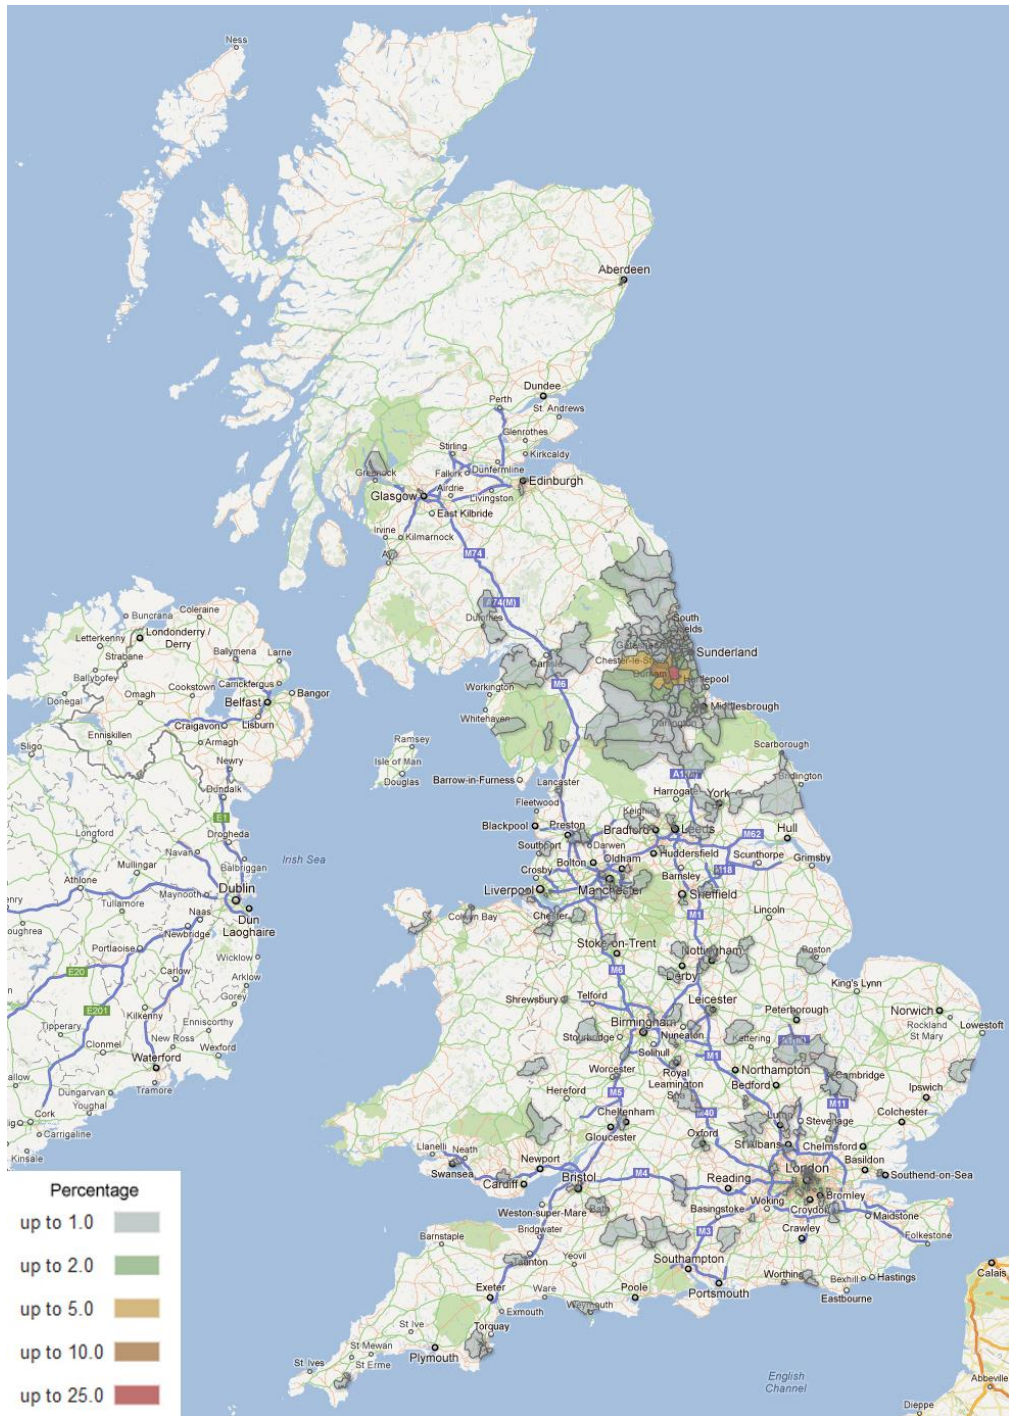 Ness
Aberdeen
Dundee
Perth
St. Andrews
Glenrothes
Stirling
Kirkcaldy
Dunfermline
Falkirk
Greenock
Airdrie
Edinburgh
Glasgow
Livingston
East Kilbride
Irvine
Kilmarnock
M74
A74(M)
Dumfries
Buncrana
Coleraine
Londonderry /
Derry
Letterkenny
Strabane
Ballymena
Larne
Ballybofey
Carrickfergus
Bangor
Donegal
Omagh
Cookstown
Belfast
Craigavon
Lisburn
Enniskillen
Armagh
Sligo
Newry
Dundalk
South
Sunderland
Chester-le-Street
Durham
Hartlepool
Middlesbrough
Darlington
Carlisle
M6
Workington
Whitehaven
Ramsey
Isle of Man
Douglas
Barrow-in-Furness
Scarborough
Bridlington
Lancaster
Harrogate
York
Fleetwood
Keighley
Blackpool
Preston
Bradford
Leeds
M62
Hull
Southport
Darwen
Huddersfield
Scunthorpe
Grimsby
Bolton
Oldham
Crosby
Barnsley
Liverpool
Manchester
Sheffield
Colwyn Bay
Chester
M1
Lincoln
Stoke-on-Trent
Nottingham
Boston
Derby
M6
King's Lynn
Shrewsbury
Telford
Leicester
Peterborough
Norwich
Rockland
St Mary
Lowestoft
Birmingham
Nuneaton
Stourbridge
Solihull
Kettering
M1
Northampton
Cambridge
Worcester
Royal
Leamington
Spa
Bedford
Ipswich
Hereford
M5
M11
Cheltenham
M40
Luton
Stevenage
Colchester
Gloucester
Oxford
St Albans
Chelmsford
Basildon
Southend-on-Sea
Llanelli
Neath
Swansea
Newport
Cardiff
Bristol
M4
Reading
London
Bromley
Weston-super-Mare
Bath
Basingstoke
Woking
Croydon
Maidstone
Crawley
Folkestone
Barnstaple
Bridgwater
Taunton
Yeovil
M3
Southampton
Worthing
Bexhill
Hastings
Eastbourne
Portsmouth
Poole
Exeter
Ware
Exmouth
Weymouth
Torquay
Plymouth
St Ive
St Mewan
St Erme
St Ives
English
Channel
Calais
Abbeville
Dieppe
Irish Sea
E1
Drogheda
Longford
Navan
Balbriggan
Mullingar
Athlone
Maynooth
Dublin
Tullamore
Naas
Dun
Laoghaire
Newbridge
Portlaoise
Wicklow
E20
Carlow
Arklow
E201
Gorey
Kilkenny
Tipperary
Enniscorthy
Clonmel
New Ross
Wexford
Waterford
Tramore
Dungarvan
Youghal
Cork
Carrigaline
Kinsale
Percentage
up to 1.0
up to 2.0
up to 5.0
up to 10.0
up to 25.0